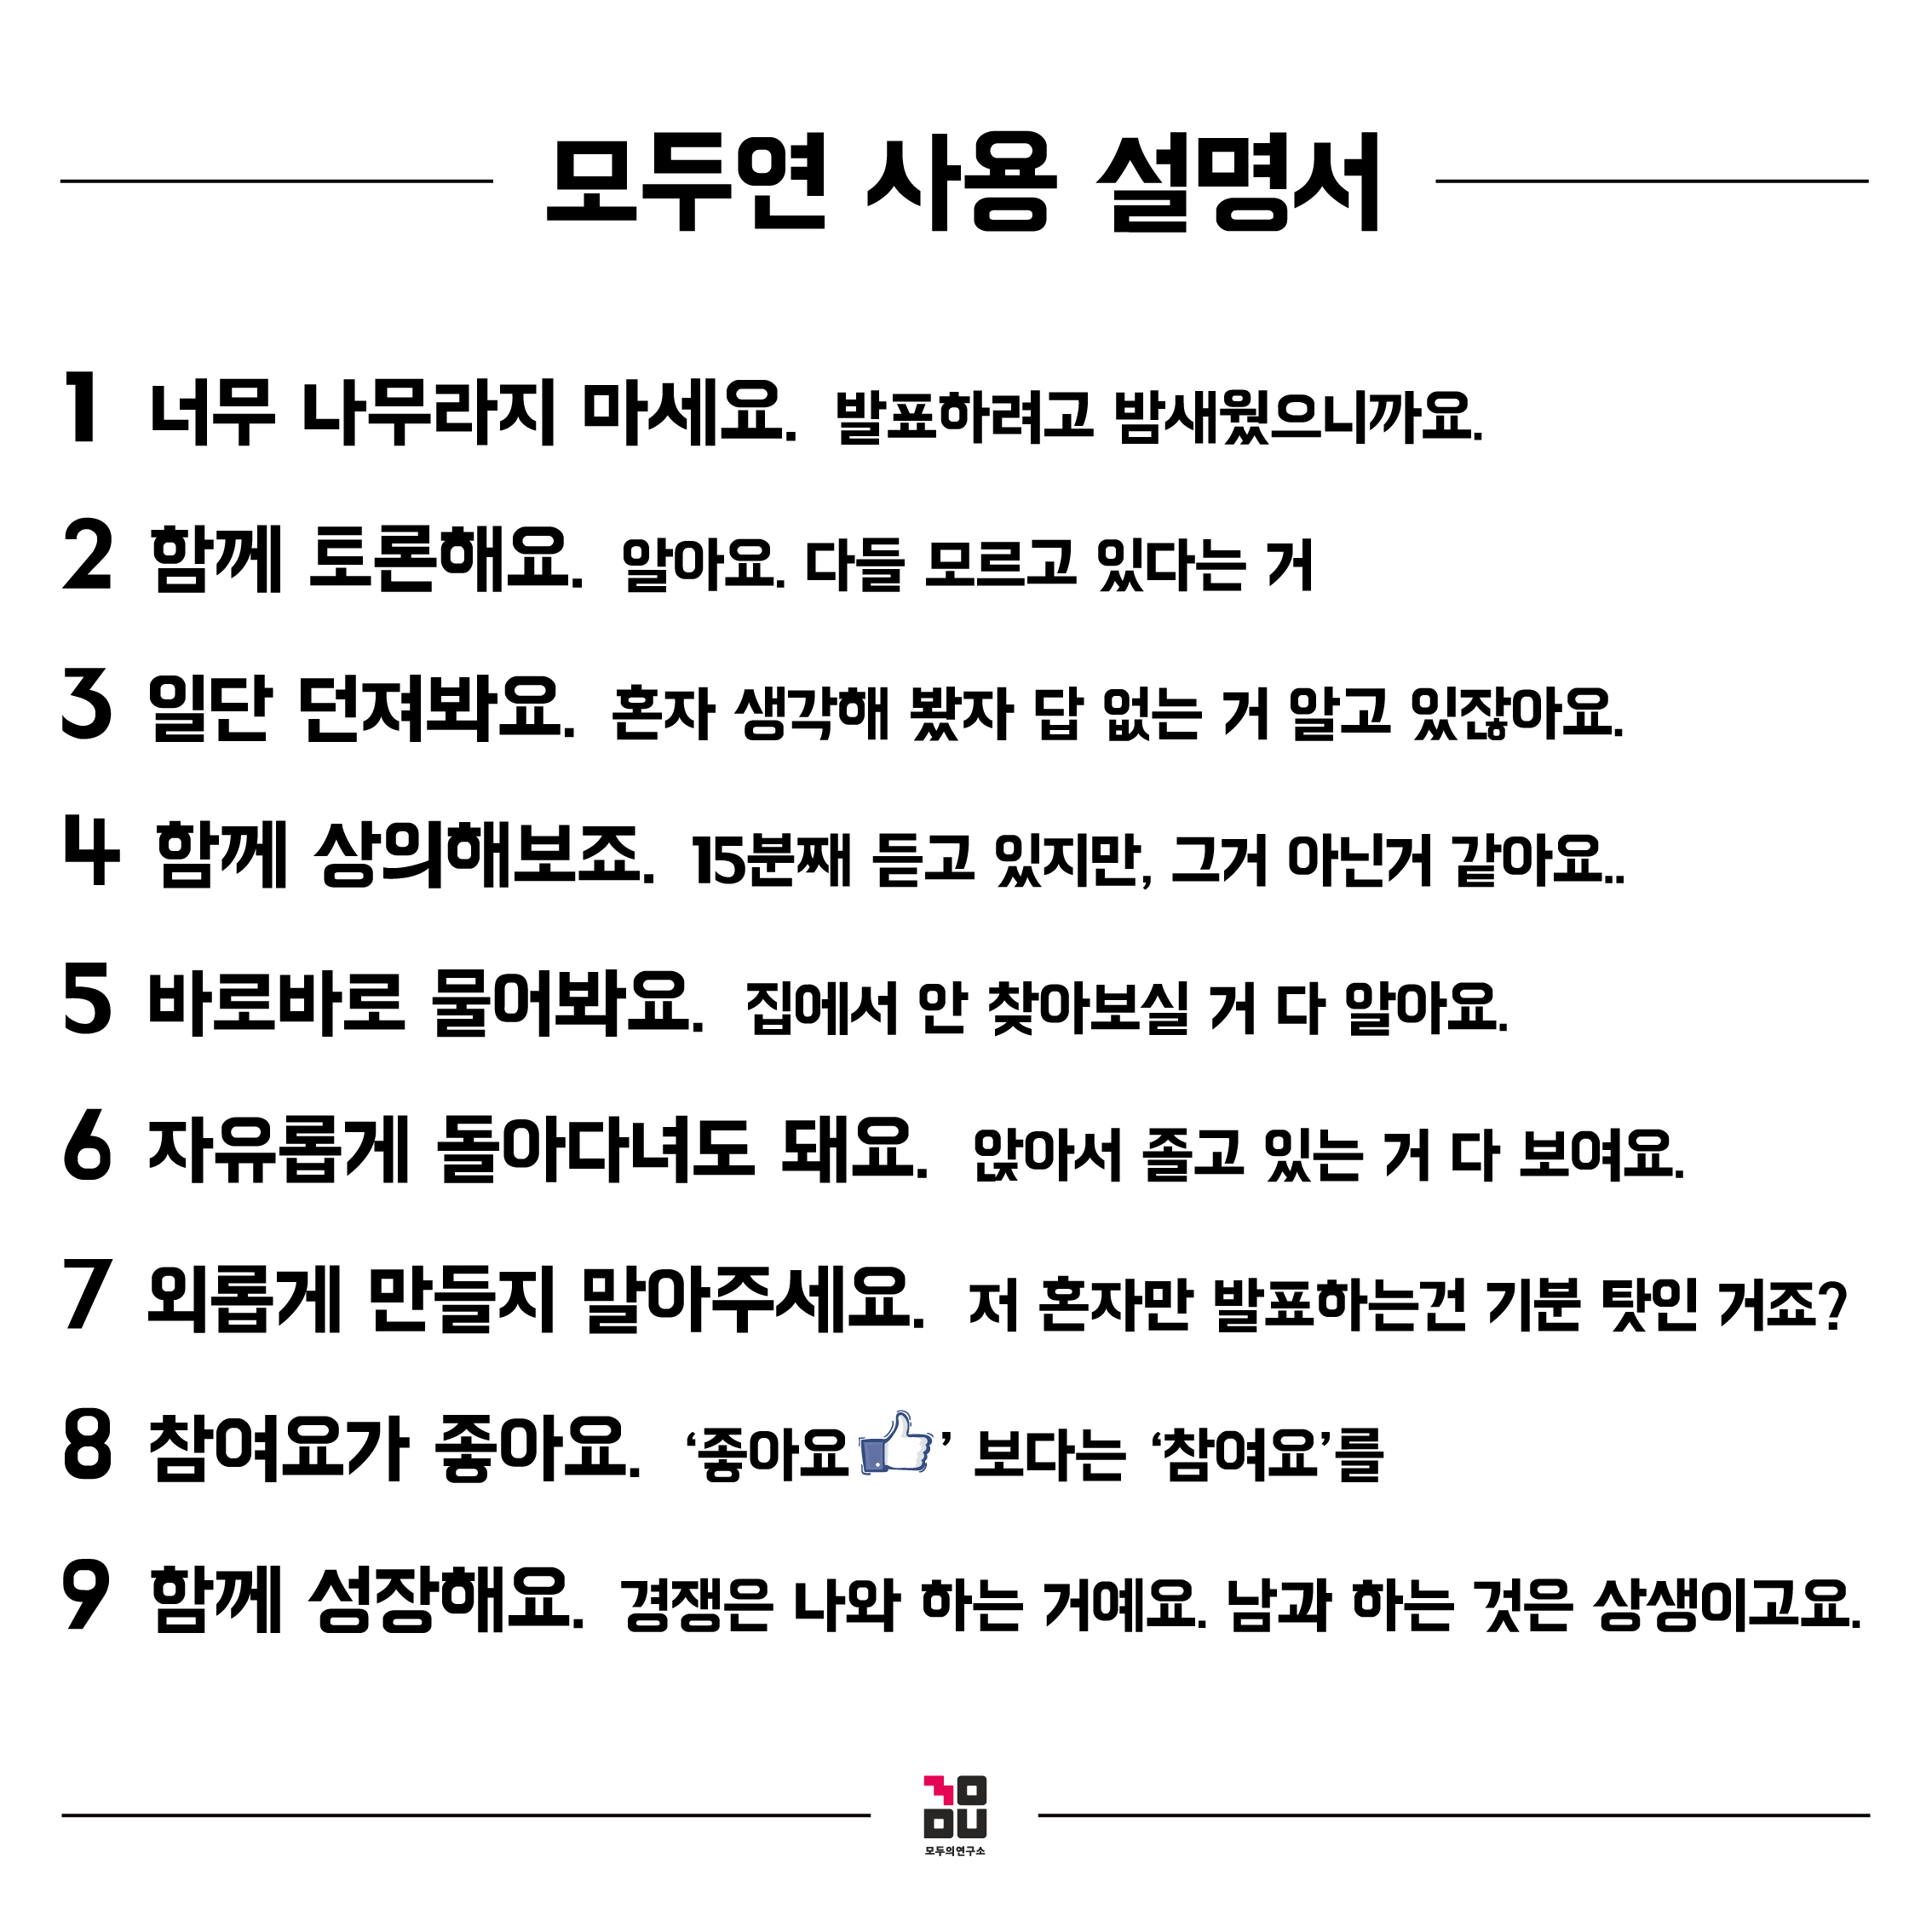 모두연 사용 설명서
1 너무 나무라지 마세요. 발표하려고 밤새웠으니까요.
2 함께 토론해요. 알아요. 다들 모르고 있다는 거
3 일단 던져봐요. 혼자 생각해 봤자 답 없는 거 알고 있잖아요.
4 함께 상의해보죠. 15분째 듣고 있지만, 그거 아닌거 같아요..
5 바로바로 물어봐요. 집에서 안 찾아보실 거 다 알아요.
6 자유롭게 돌아다녀도 돼요. 앉아서 졸고 있는 거 다 보여요.
7 외롭게 만들지 말아주세요. 저 혼자만 발표하는건 기분 탓인 거죠?
8 참여요가 좋아요. ‘좋아요’ 보다는 ‘참여요’를
9 함께 성장해요. 경쟁은 나와 하는 거예요. 남과 하는 것은 상생이고요.
MODU
모두의연구소